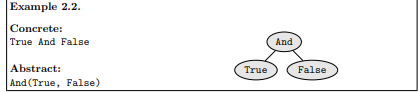 Example 2.2.
Concrete:
True And False
Abstract:
And(True, False)
And
True False